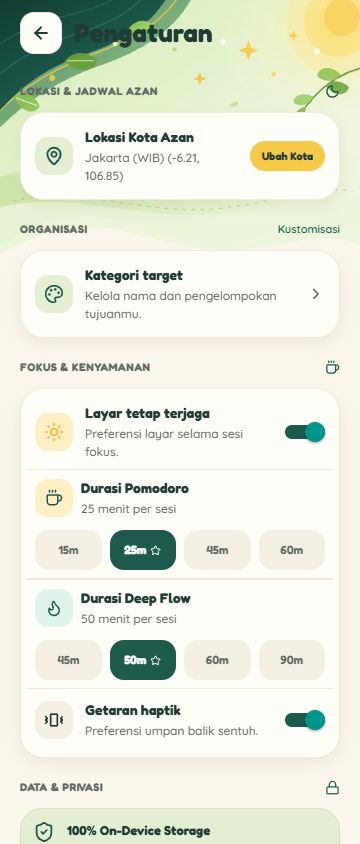 Pengaturan
LOKASI & JADWAL AZAN
Lokasi Kota Azan
Jakarta (WIB) (-6.21,
106.85)
Ubah Kota
ORGANISASI
Kustomisasi
Kategori target
Kelola nama dan pengelompokan
tujuanmu.
FOKUS & KENYAMANAN
Layar tetap terjaga
Preferensi layar selama sesi
fokus.
Durasi Pomodoro
25 menit per sesi
15m
25m
45m
60m
Durasi Deep Flow
50 menit per sesi
45m
50m
60m
90m
Getaran haptik
Preferensi umpan balik sentuh.
DATA & PRIVASI
100% On-Device Storage